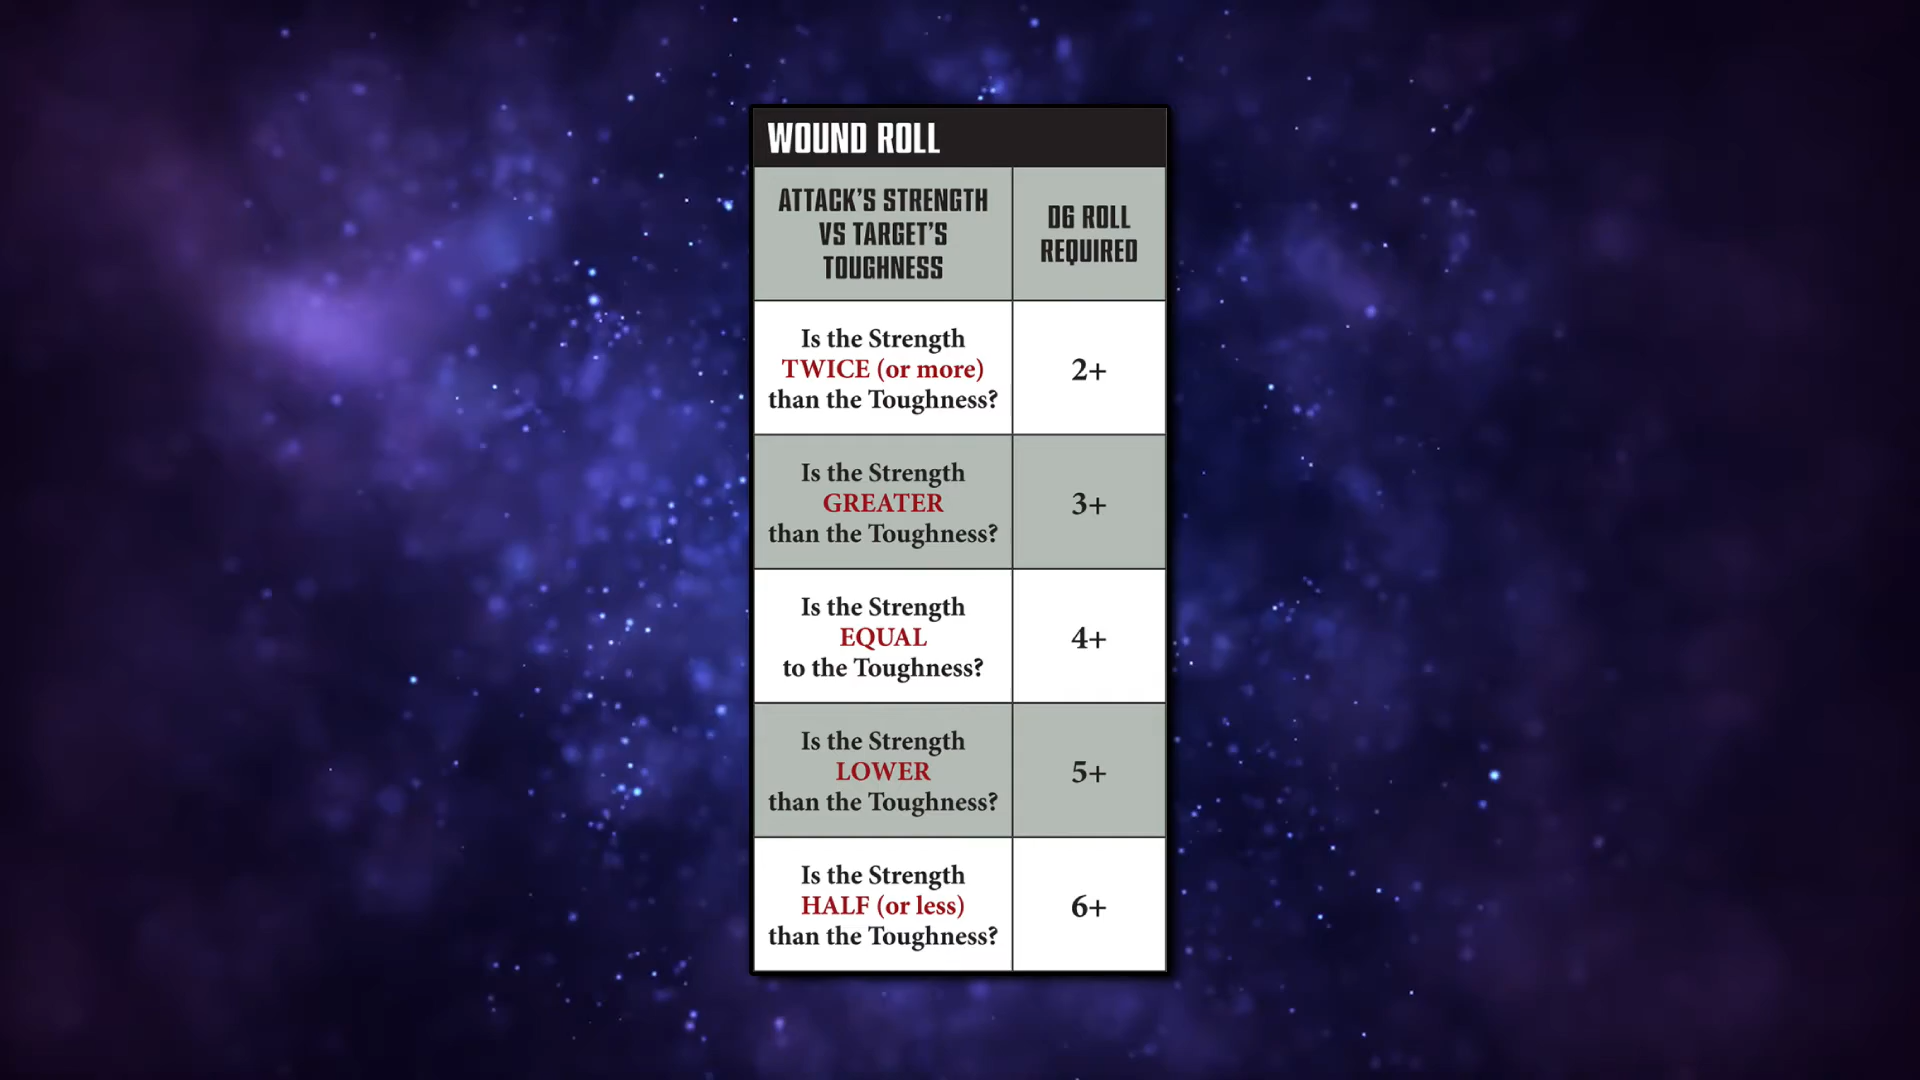 WOUND ROLL
ATTACK'S STRENGTH
VS TARGET'S
TOUGHNESS
D6 ROLL
REQUIRED
Is the Strength
TWICE (or more)
than the Toughness?
2+
Is the Strength
GREATER
than the Toughness?
3+
Is the Strength
EQUAL
to the Toughness?
4+
Is the Strength
LOWER
than the Toughness?
5+
Is the Strength
HALF (or less)
than the Toughness?
6+